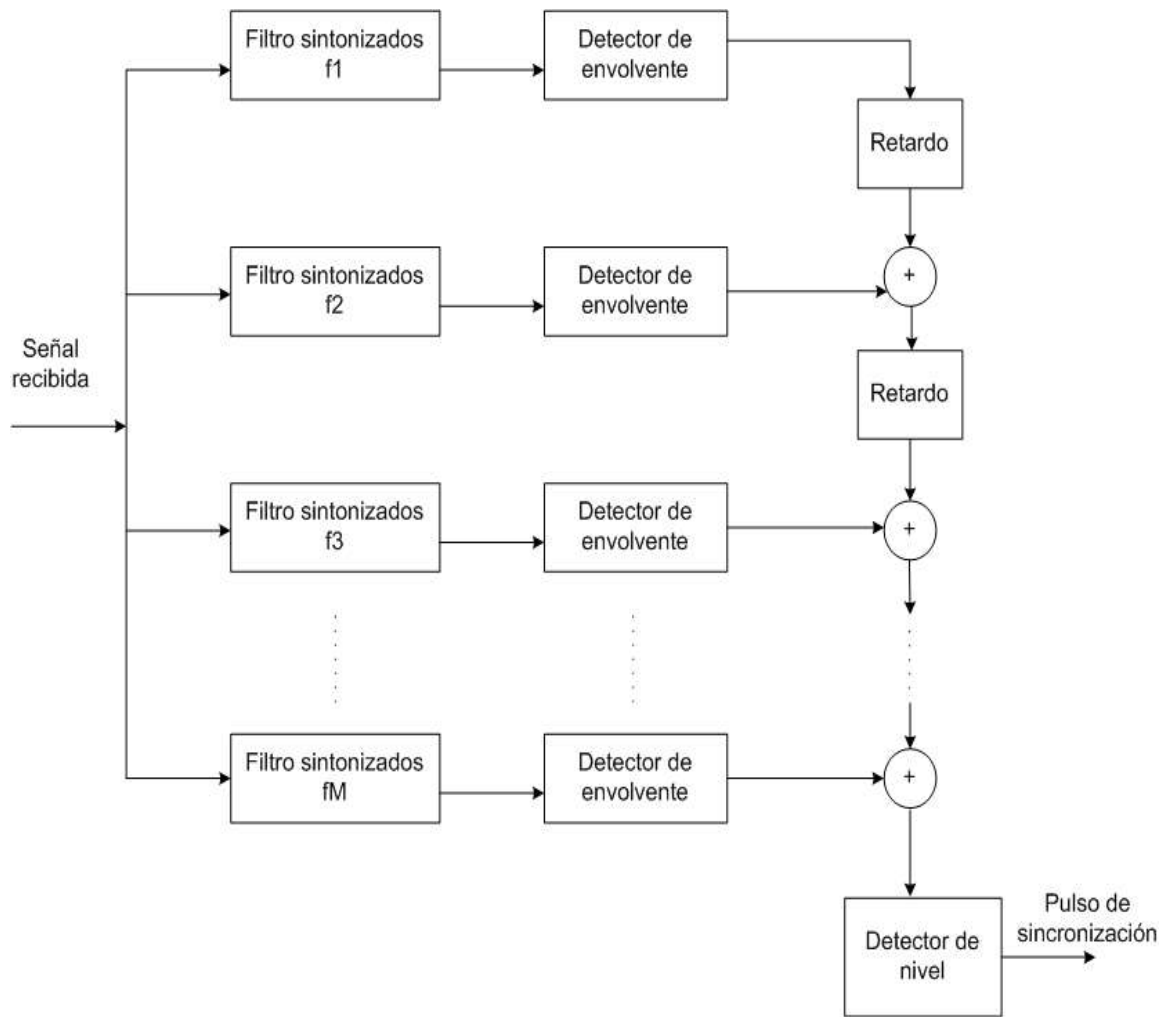 Filtro sintonizados
f1
Detector de
envolvente
Retardo
Filtro sintonizados
f2
Detector de
envolvente
+
Señal
recibida
Retardo
Filtro sintonizados
f3
Detector de
envolvente
+
Filtro sintonizados
fM
Detector de
envolvente
+
Detector de
nivel
Pulso de
sincronización